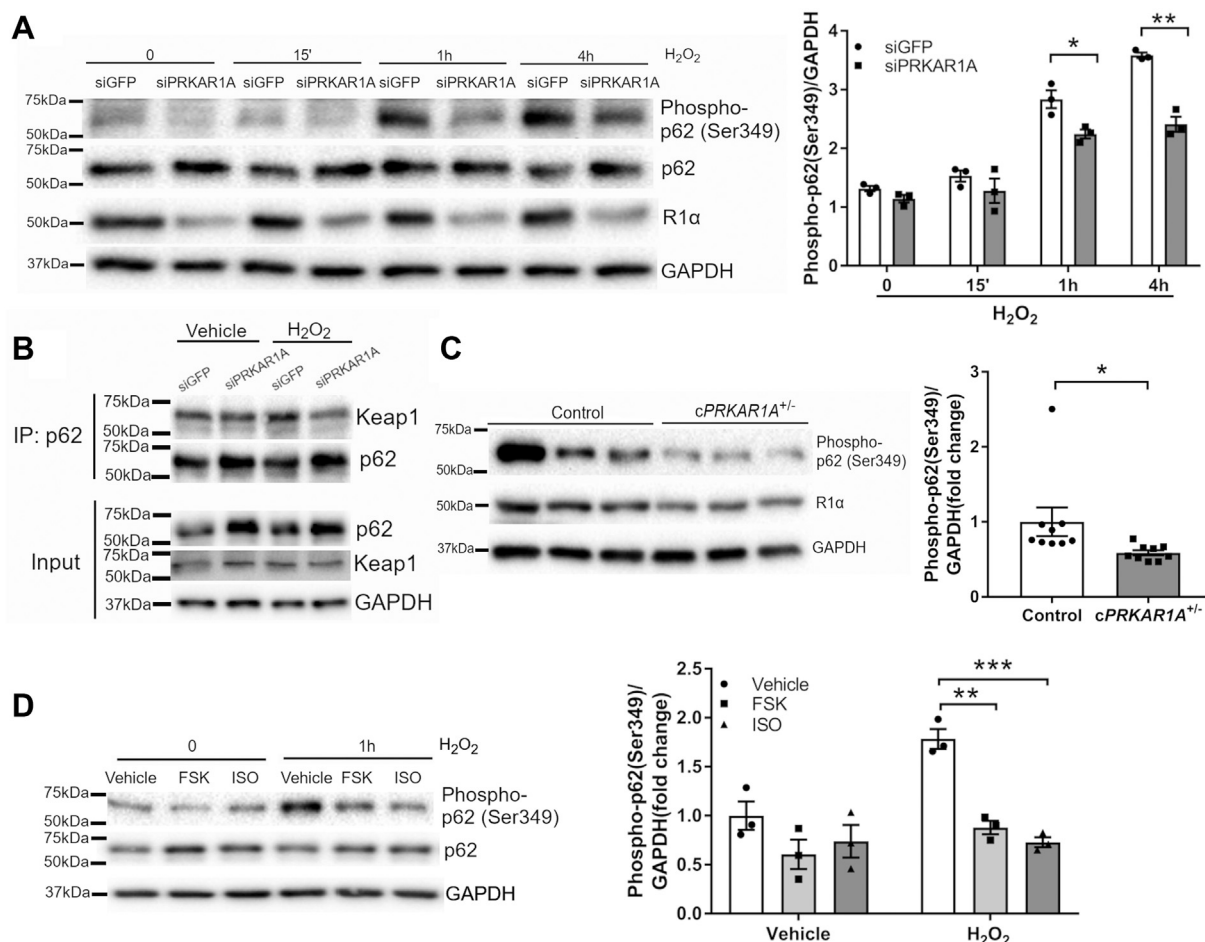 A
0 15' 1h 4h H₂O₂
siGFP siPRKAR1A siGFP siPRKAR1A siGFP siPRKAR1A siGFP siPRKAR1A
75kDa
50kDa
Phospho-
p62 (Ser349)
75kDa
50kDa
p62
50kDa
R1α
37kDa
GAPDH
Phospho-p62(Ser349)/GAPDH
4
3
2
1
0
siGFP
siPRKAR1A
*
**
0 15' 1h 4h
H₂O₂
B
Vehicle H₂O₂
siGFP siPRKAR1A siGFP siPRKAR1A
IP: p62
75kDa
50kDa
Keap1
75kDa
50kDa
p62
Input
75kDa
50kDa
p62
75kDa
50kDa
Keap1
37kDa
GAPDH
C
Control cPRKAR1A⁺/⁻
75kDa
50kDa
Phospho-
p62 (Ser349)
50kDa
R1α
37kDa
GAPDH
Phospho-p62(Ser349)/
GAPDH(fold change)
3
2
1
0
*
Control cPRKAR1A⁺/⁻
D
0 1h H₂O₂
Vehicle FSK ISO Vehicle FSK ISO
75kDa
50kDa
Phospho-
p62 (Ser349)
75kDa
50kDa
p62
37kDa
GAPDH
Phospho-p62(Ser349)/
GAPDH(fold change)
2.5
2.0
1.5
1.0
0.5
0.0
Vehicle
FSK
ISO
***
**
Vehicle H₂O₂